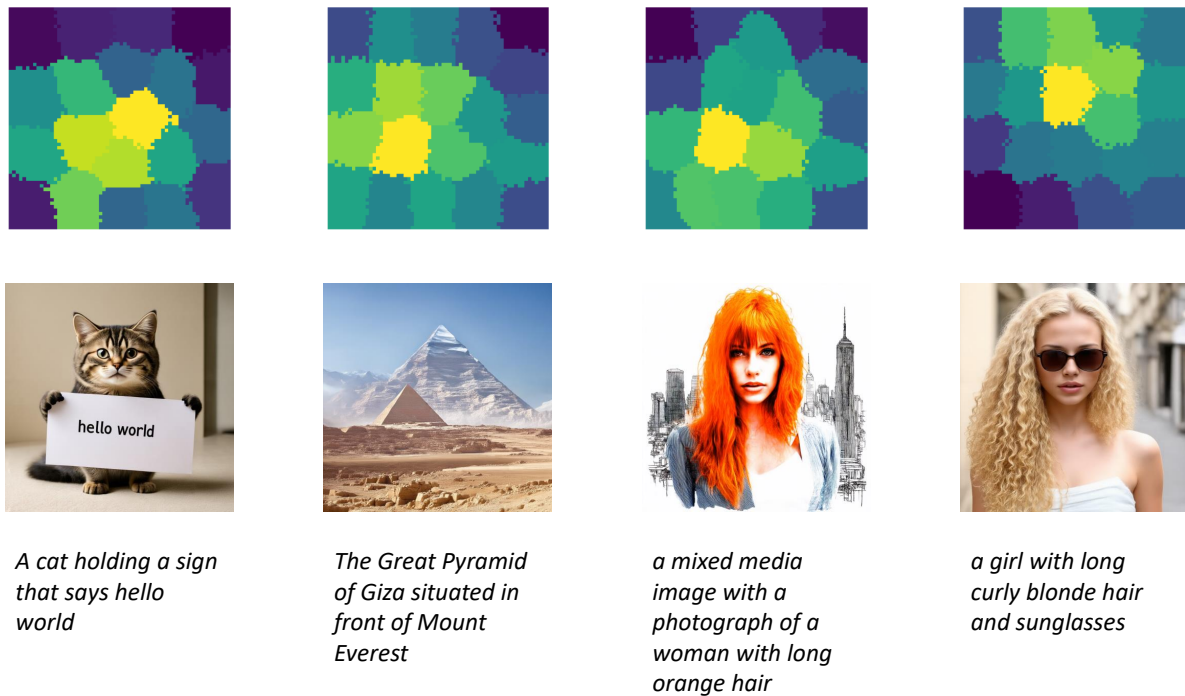 hello world
A cat holding a sign
that says hello
world
The Great Pyramid
of Giza situated in
front of Mount
Everest
a mixed media
image with a
photograph of a
woman with long
orange hair
a girl with long
curly blonde hair
and sunglasses